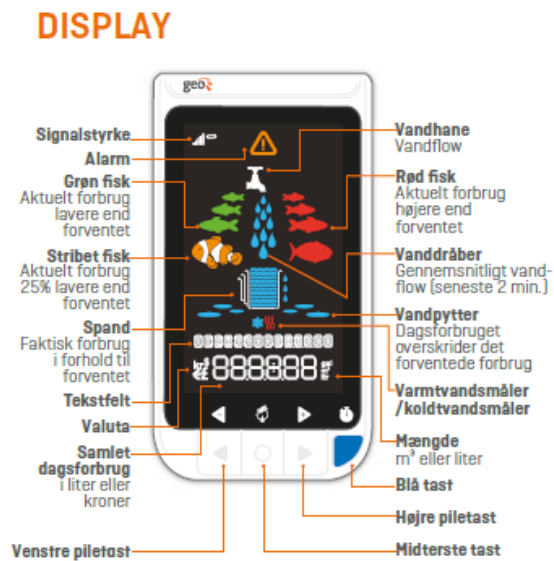 DISPLAY
geo
Signalstyrke
Alarm
Grøn fisk
Aktuelt forbrug
lavere end
forventet
Stribet fisk
Aktuelt forbrug
25% lavere end
forventet
Spand
Faktisk forbrug
i forhold til
forventet
Tekstfelt
Valuta
Samlet
dagsforbrug
i liter eller
kroner
Venstre piletast
Vandhane
Vandflow
Rød fisk
Aktuelt forbrug
højere end
forventet
Vanddråber
Gennemsnitligt vand-
flow (seneste 2 min.)
Vandpytter
Dagsforbruget
overskrider det
forventede forbrug
Varmtvandsmåler
/koldtvandsmåler
Mængde
m³ eller liter
Blå tast
Højre piletast
Midterste tast
888888